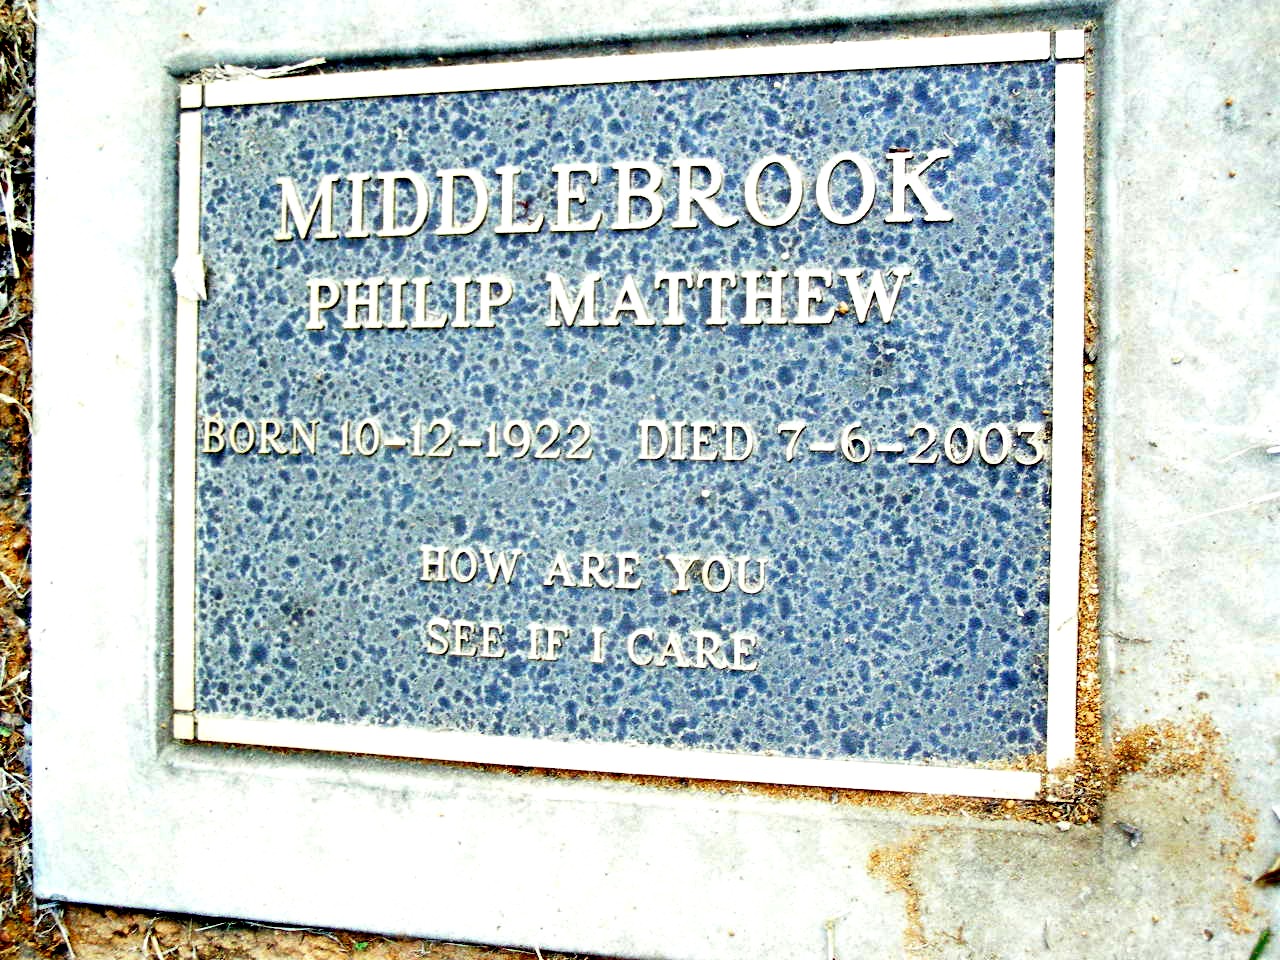 MIDDLEBROOK
PHILIP MATTHEW
BORN 10-12-1922 DIED 7-6-2003
HOW ARE YOU
SEE IF I CARE